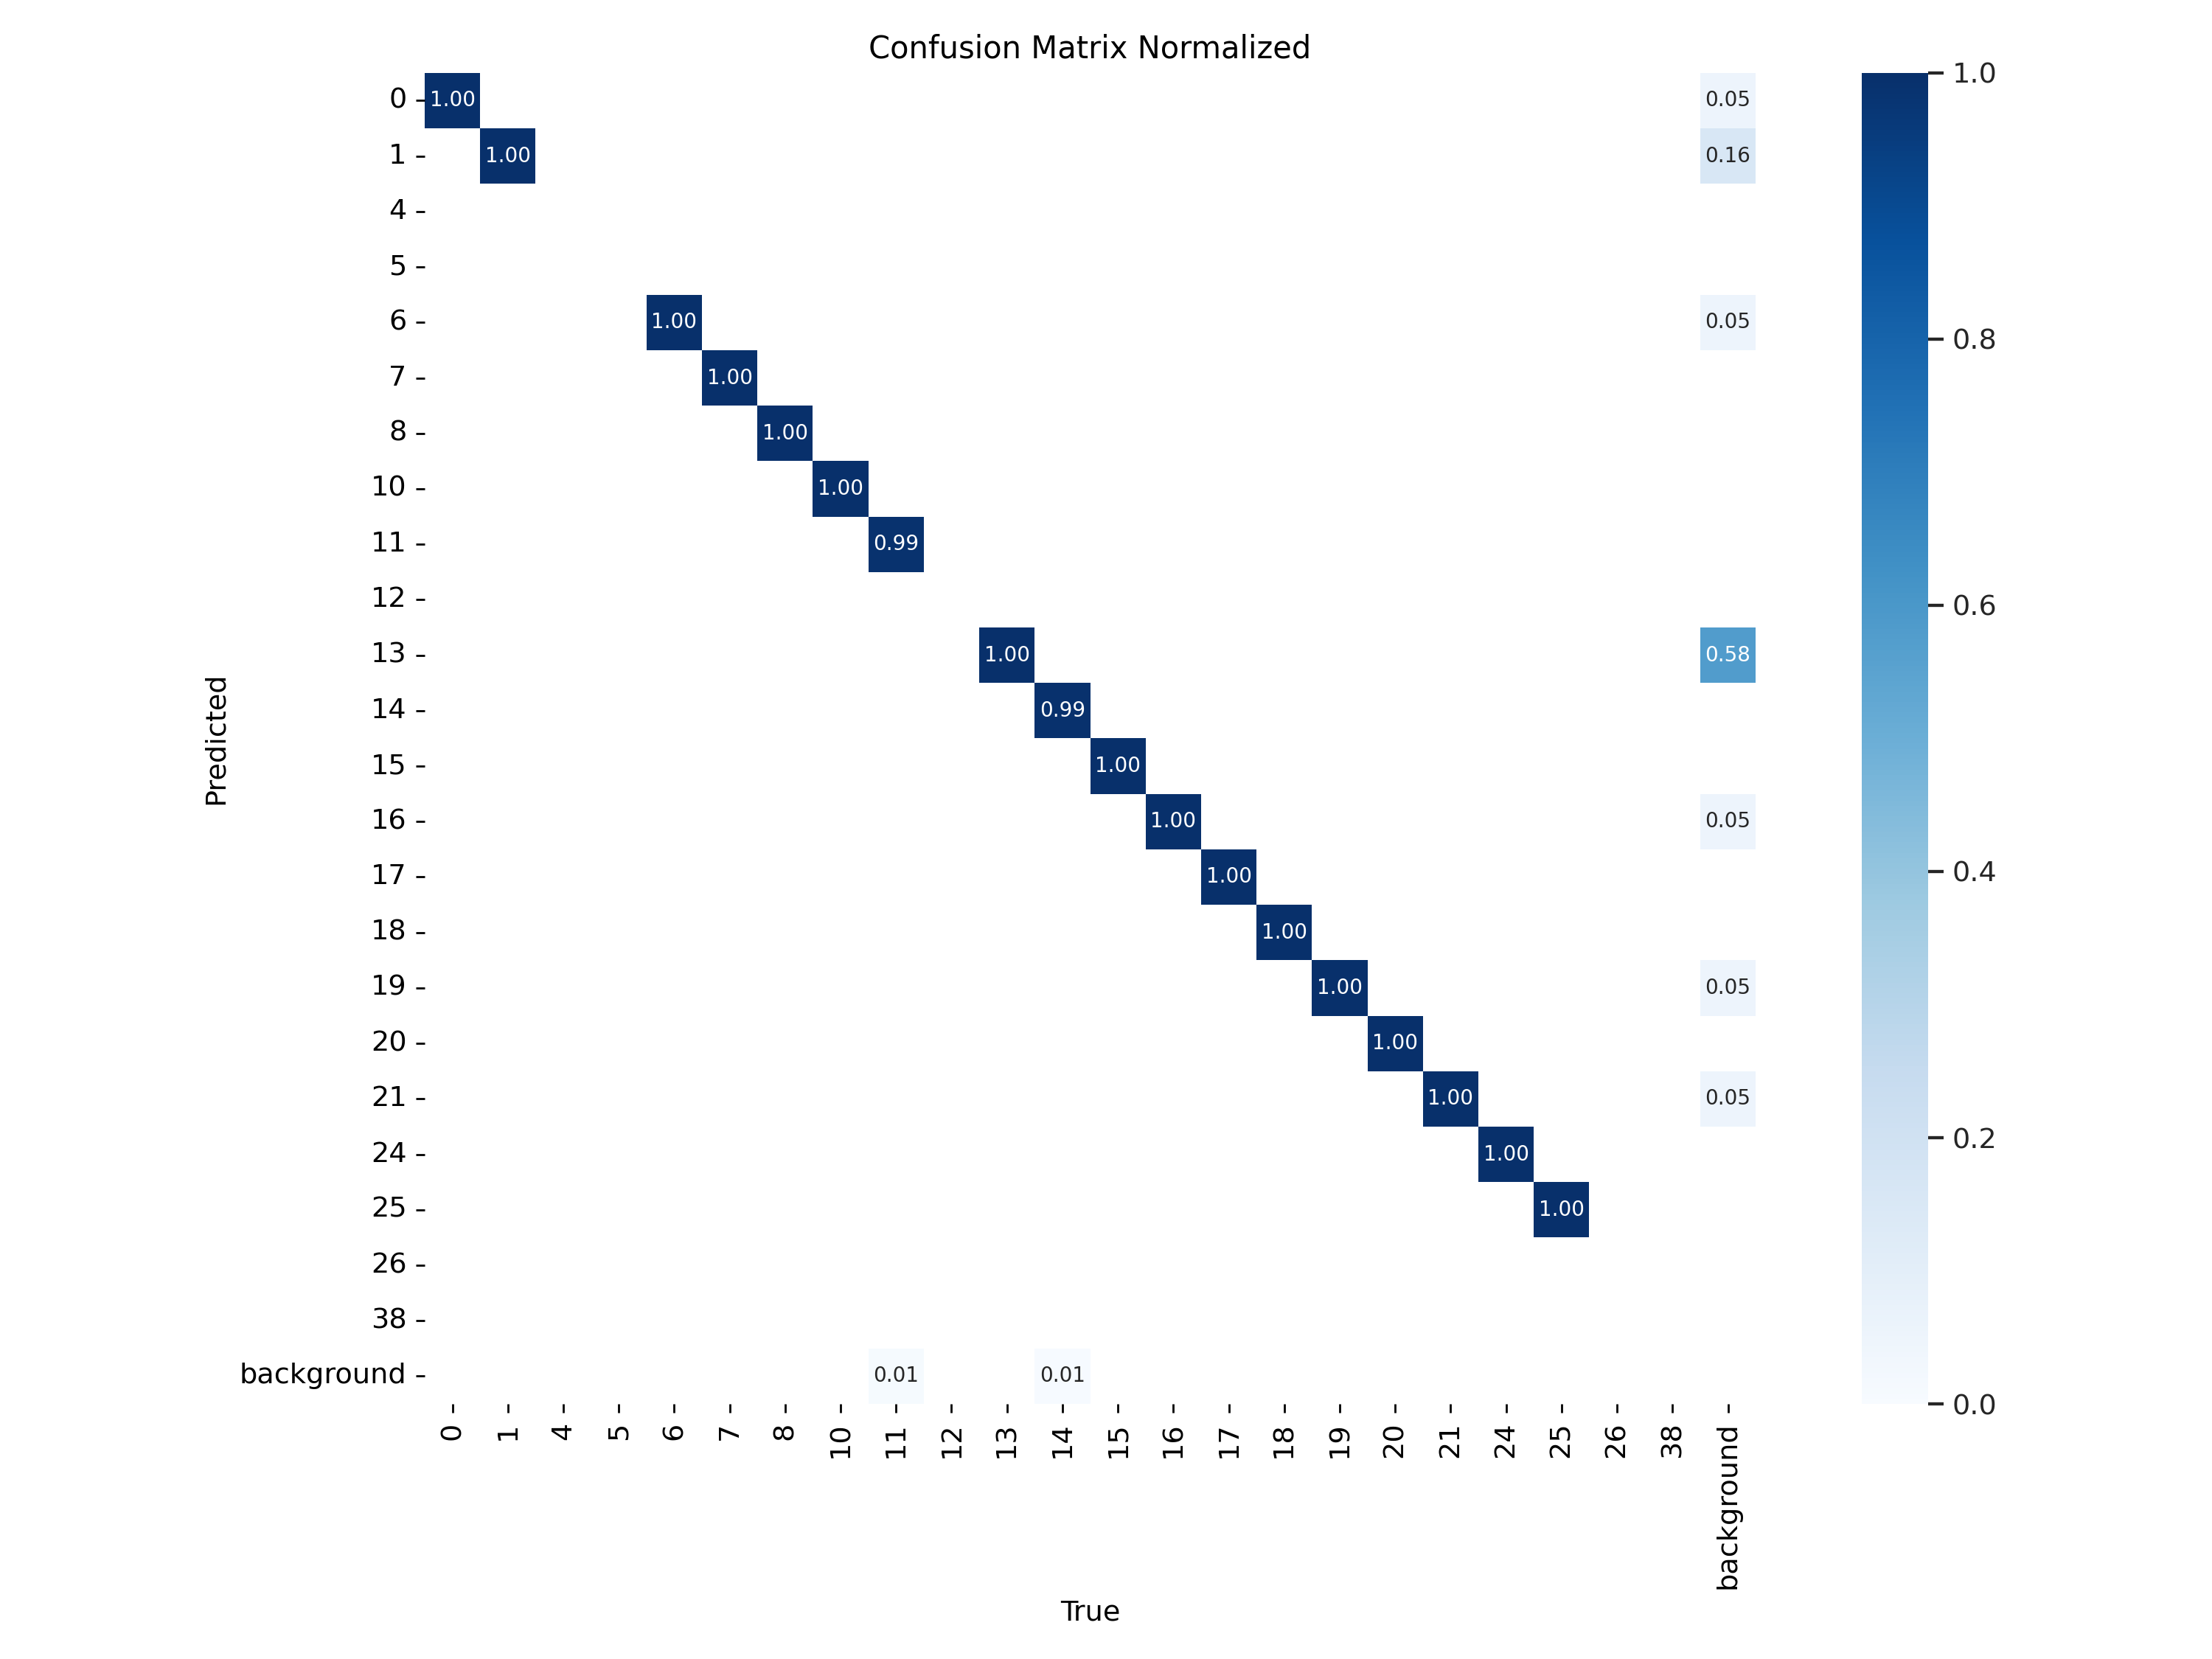 Confusion Matrix Normalized
0 1.00 0.05 1.0
1 1.00 0.16
4
5
6 1.00 0.05 0.8
7 1.00
8 1.00
10 1.00
11 0.99
12 0.6
13 1.00 0.58
Predicted
14 0.99
15 1.00
16 1.00 0.05
17 1.00 0.4
18 1.00
19 1.00 0.05
20 1.00
21 1.00 0.05
24 1.00 0.2
25 1.00
26
38
background 0.01 0.01 0.0
0 1 4 5 6 7 8 10 11 12 13 14 15 16 17 18 19 20 21 24 25 26 38 background
True